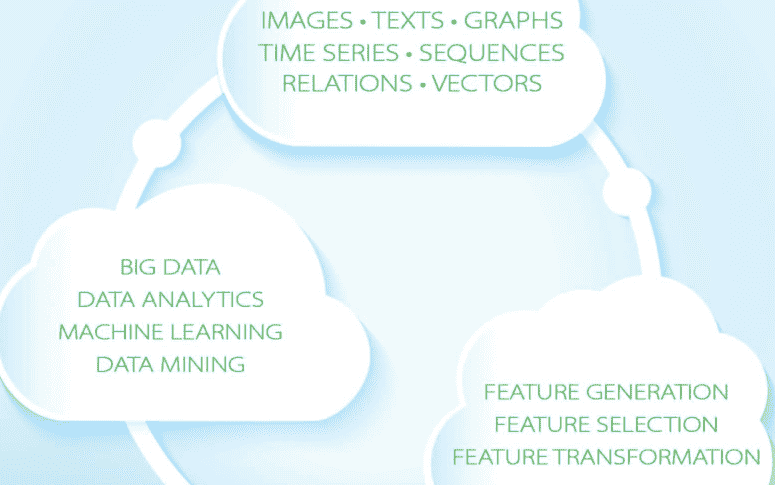 IMAGES • TEXTS • GRAPHS
TIME SERIES • SEQUENCES
RELATIONS • VECTORS
BIG DATA
DATA ANALYTICS
MACHINE LEARNING
DATA MINING
FEATURE GENERATION
FEATURE SELECTION
FEATURE TRANSFORMATION